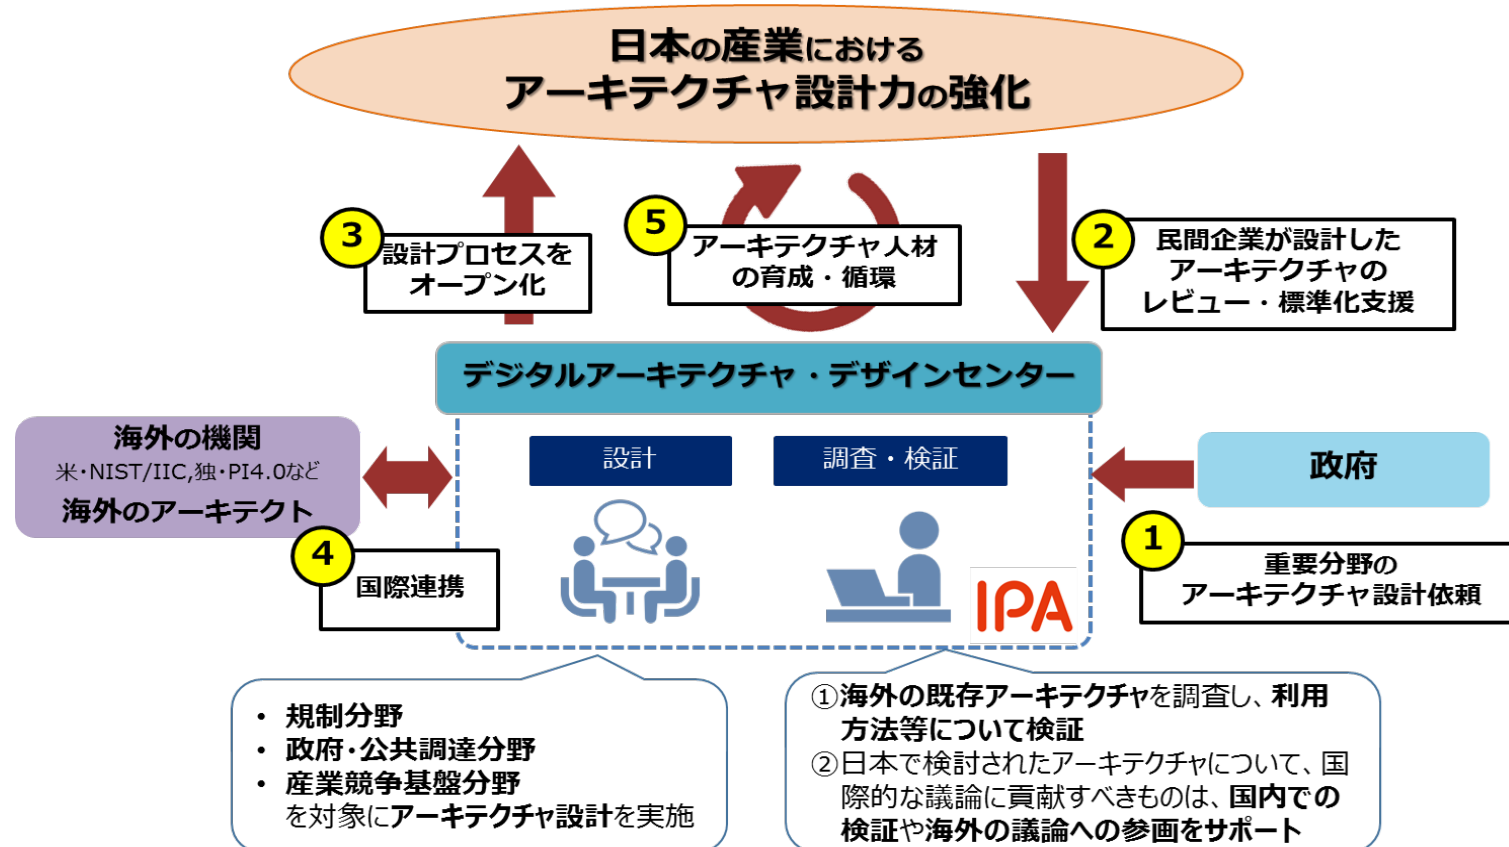 日本の産業における
アーキテクチャ設計力の強化
3
設計プロセスを
オープン化
5
アーキテクチャ人材
の育成・循環
2
民間企業が設計した
アーキテクチャの
レビュー・標準化支援
デジタルアーキテクチャ・デザインセンター
海外の機関
米・NIST/IIC,独・PI4.0など
海外のアーキテクト
4
国際連携
設計
調査・検証
IPA
政府
1
重要分野の
アーキテクチャ設計依頼
・ 規制分野
・ 政府・公共調達分野
・ 産業競争基盤分野
を対象にアーキテクチャ設計を実施
①海外の既存アーキテクチャを調査し、利用
方法等について検証
②日本で検討されたアーキテクチャについて、国
際的な議論に貢献すべきものは、国内での
検証や海外の議論への参画をサポート